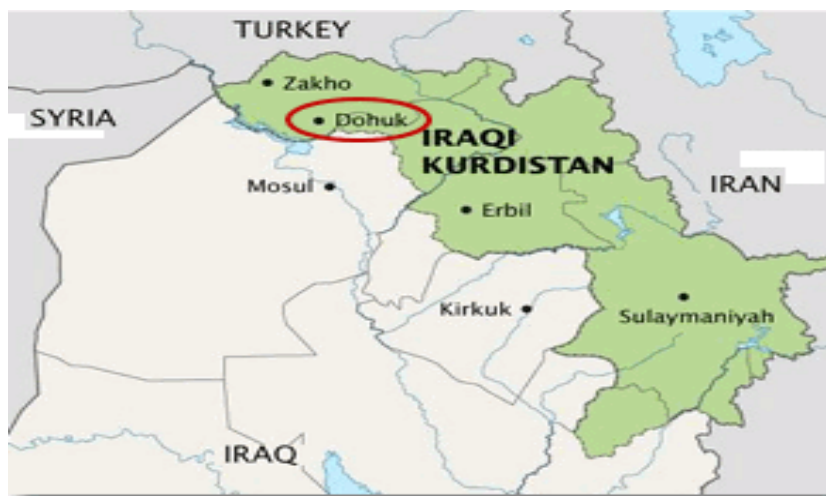 TURKEY
Zakho
SYRIA
Dohuk
IRAQI
KURDISTAN
Mosul
IRAN
Erbil
Kirkuk
Sulaymaniyah
IRAQ